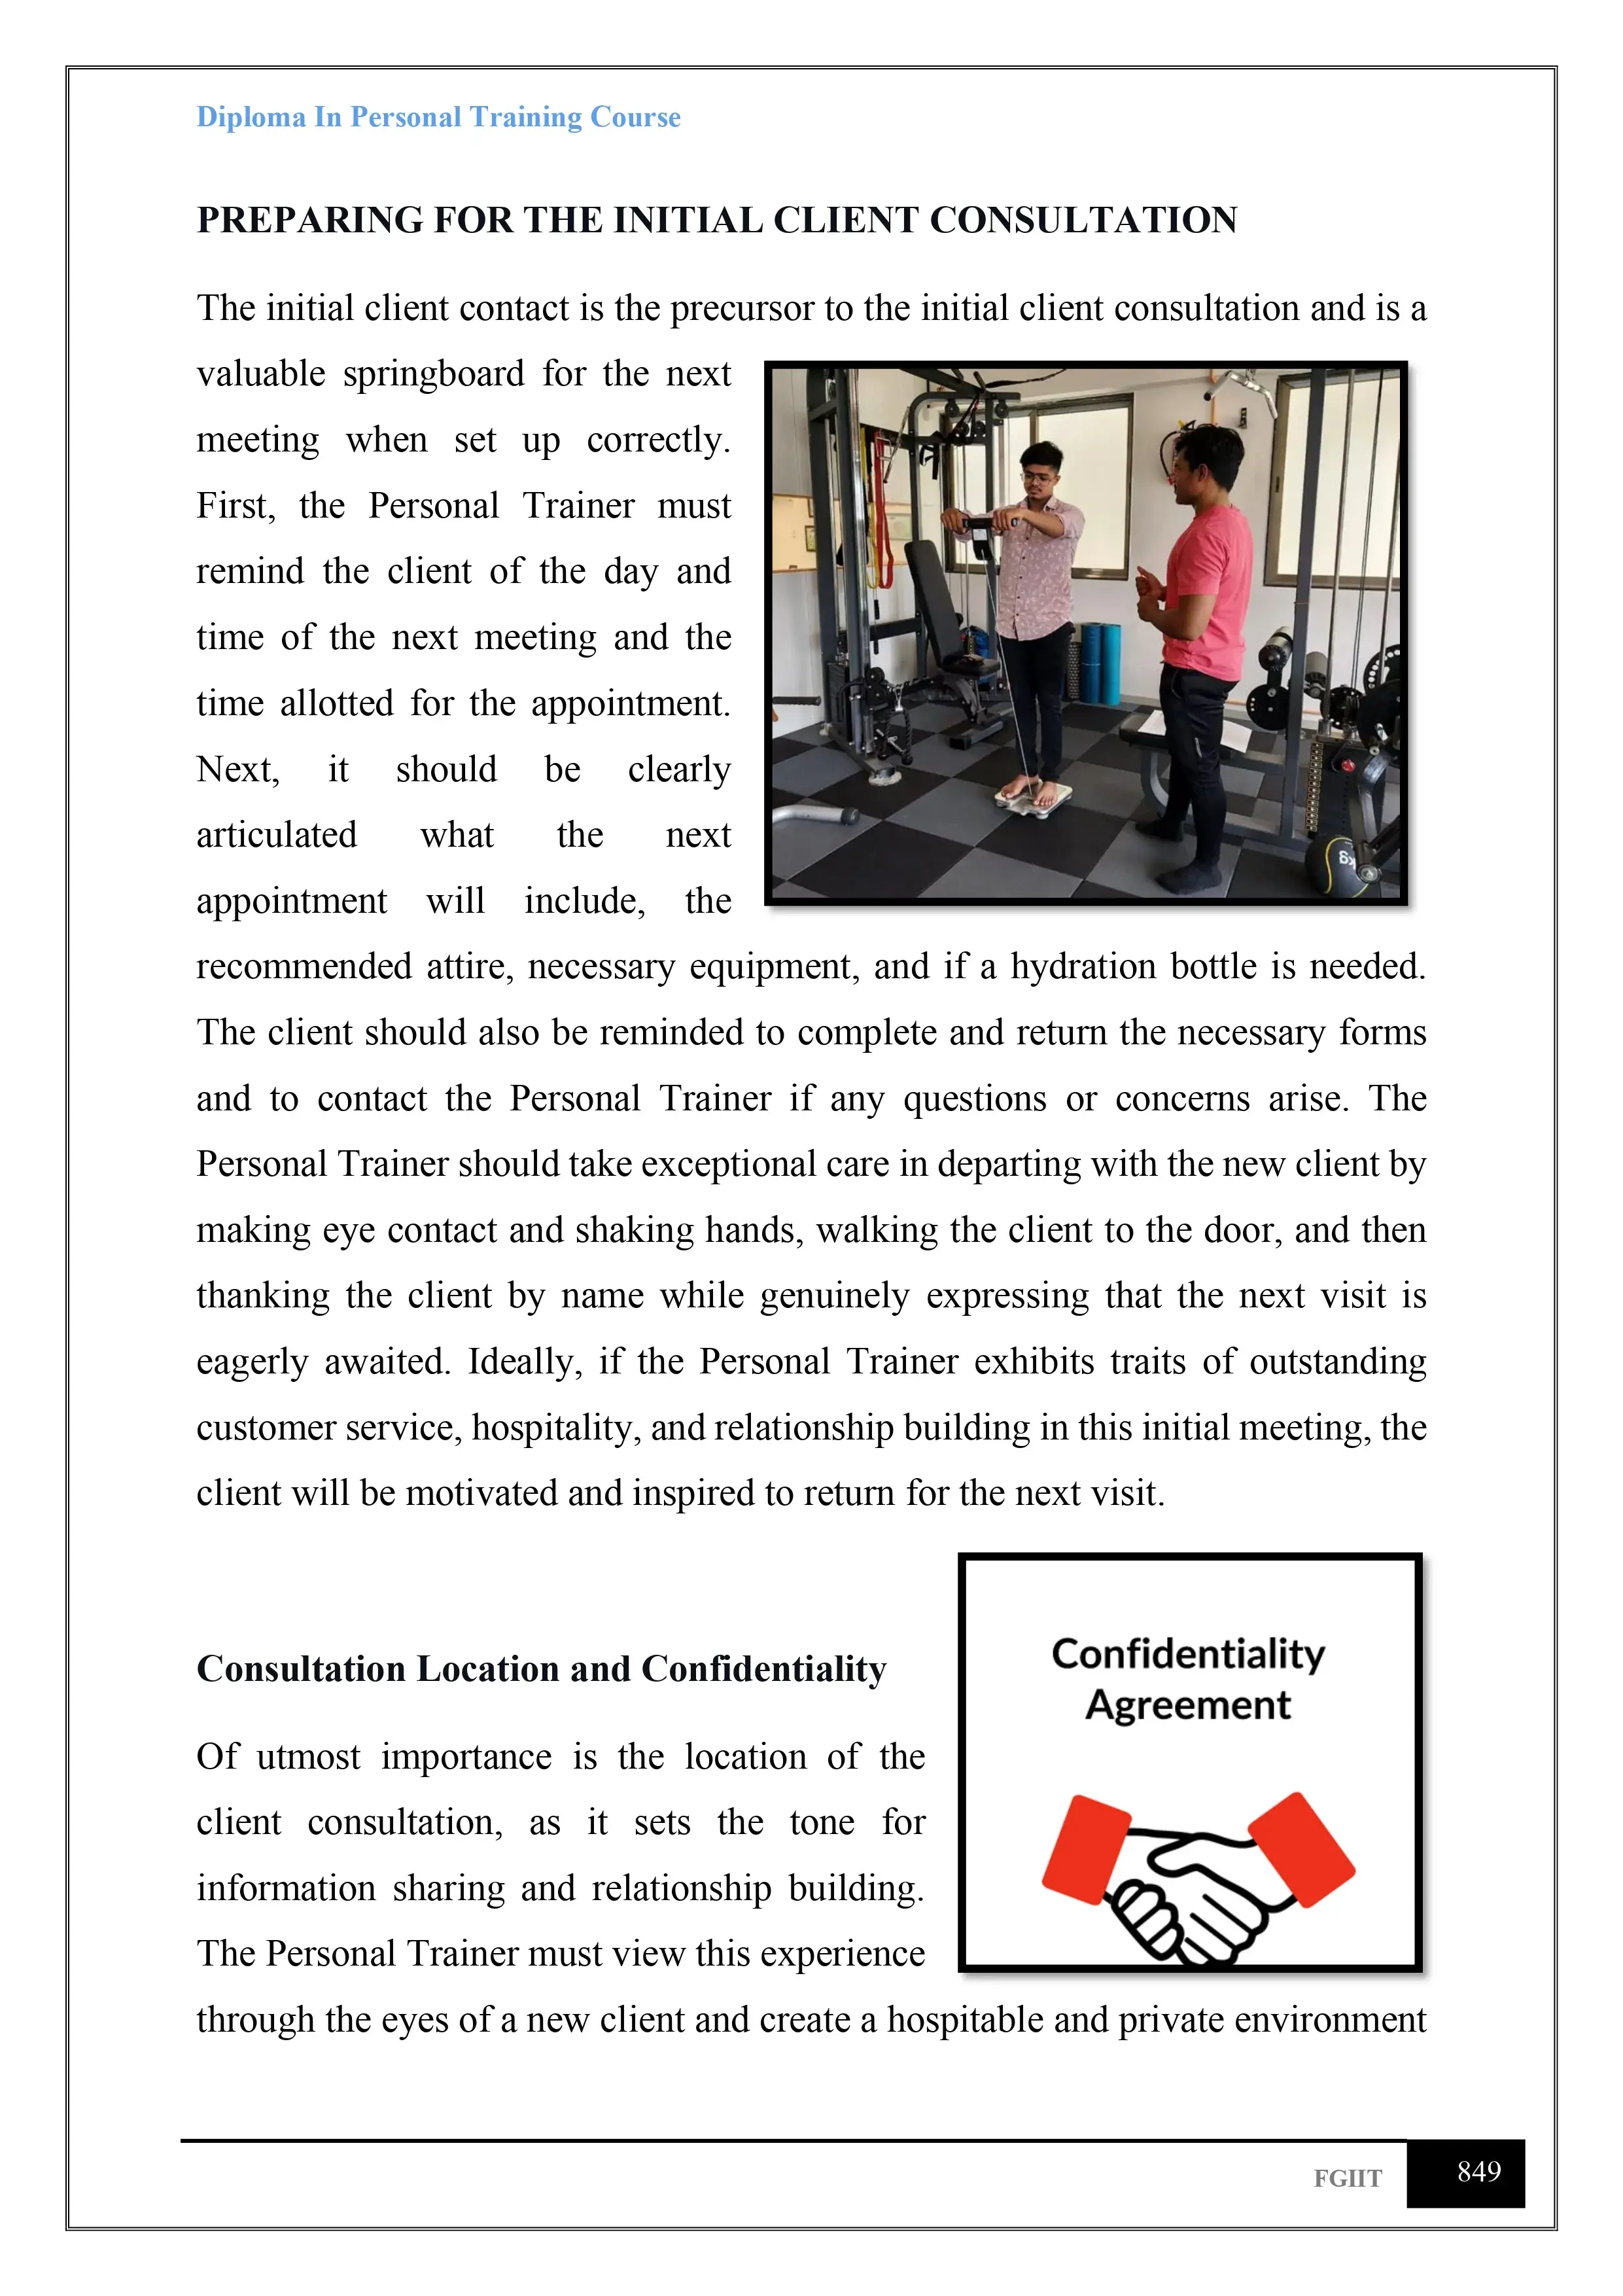 Diploma In Personal Training Course
PREPARING FOR THE INITIAL CLIENT CONSULTATION
The initial client contact is the precursor to the initial client consultation and is a
valuable springboard for the next
meeting when set up correctly.
First, the Personal Trainer must
remind the client of the day and
time of the next meeting and the
time allotted for the appointment.
Next, it should be clearly
articulated what the next
appointment will include, the
recommended attire, necessary equipment, and if a hydration bottle is needed.
The client should also be reminded to complete and return the necessary forms
and to contact the Personal Trainer if any questions or concerns arise. The
Personal Trainer should take exceptional care in departing with the new client by
making eye contact and shaking hands, walking the client to the door, and then
thanking the client by name while genuinely expressing that the next visit is
eagerly awaited. Ideally, if the Personal Trainer exhibits traits of outstanding
customer service, hospitality, and relationship building in this initial meeting, the
client will be motivated and inspired to return for the next visit.
Confidentiality
Agreement
Consultation Location and Confidentiality
Of utmost importance is the location of the
client consultation, as it sets the tone for
information sharing and relationship building.
The Personal Trainer must view this experience
through the eyes of a new client and create a hospitable and private environment
FGIIT
849